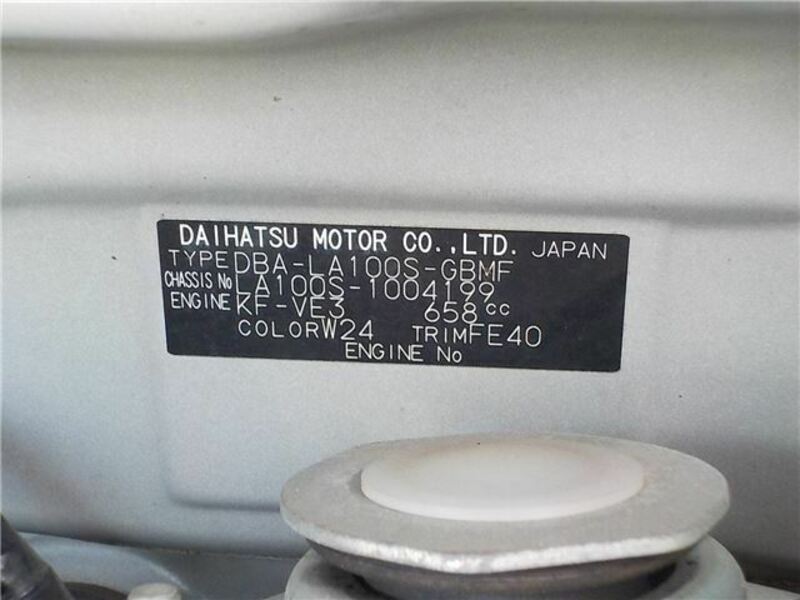 DAIHATSU MOTOR CO.,LTD. JAPAN
TYPE DBA-LA100S-GBMF
CHASSIS No LA100S-1004199
ENGINE KF-VE3 658cc
COLOR W24 TRIM FE40
ENGINE No